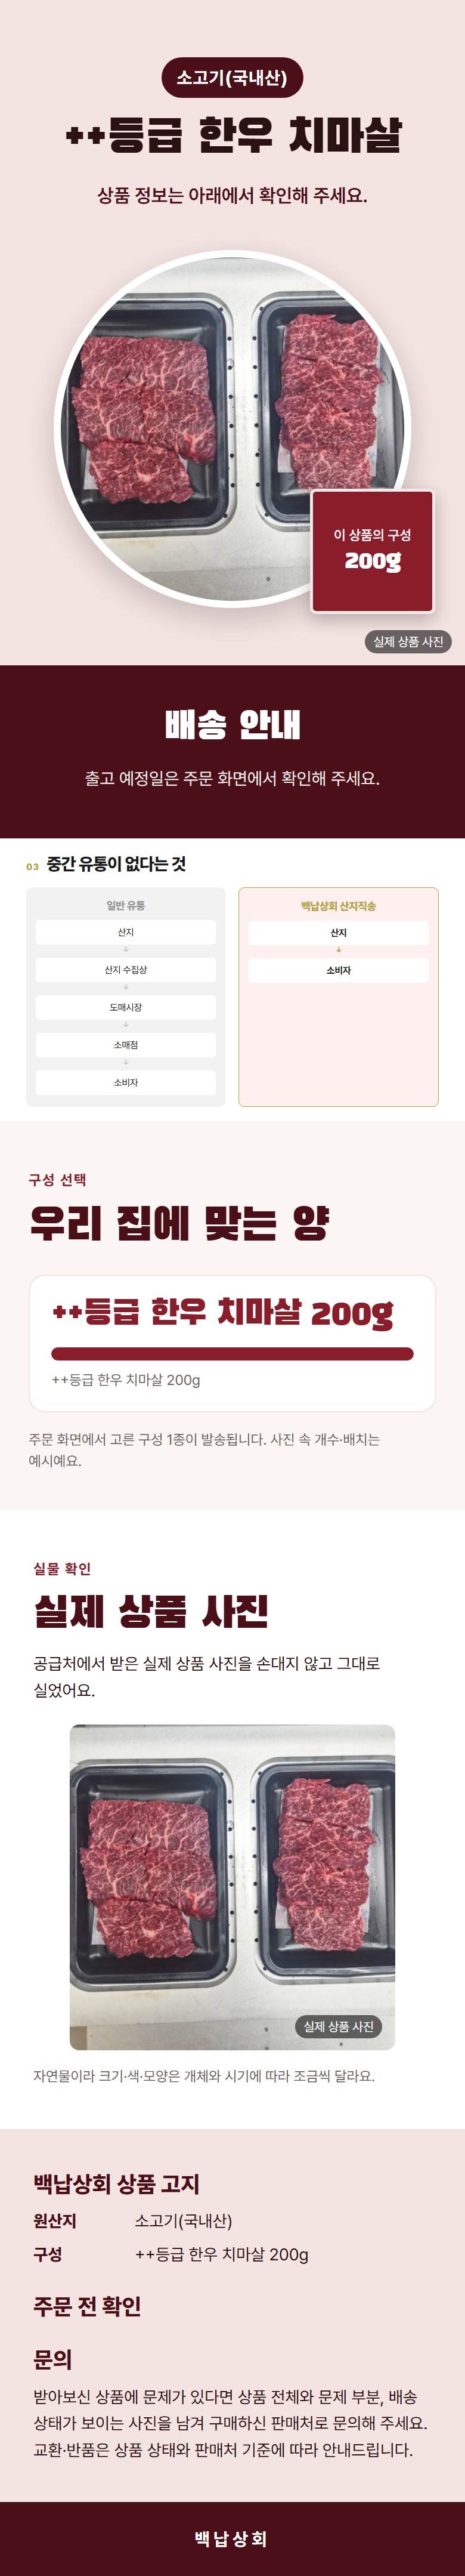 소고기(국내산)
++등급 한우 치마살
상품 정보는 아래에서 확인해 주세요.
이 상품의 구성
200g
실제 상품 사진
배송 안내
출고 예정일은 주문 화면에서 확인해 주세요.
03 중간 유통이 없다는 것
일반 유통
산지
↓
산지 수집상
↓
도매시장
↓
소매점
↓
소비자
백납상회 산지직송
산지
↓
소비자
구성 선택
우리 집에 맞는 양
++등급 한우 치마살 200g
++등급 한우 치마살 200g
주문 화면에서 고른 구성 1종이 발송됩니다. 사진 속 개수·배치는
예시예요.
실물 확인
실제 상품 사진
공급처에서 받은 실제 상품 사진을 손대지 않고 그대로
실었어요.
실제 상품 사진
자연물이라 크기·색·모양은 개체와 시기에 따라 조금씩 달라요.
백납상회 상품 고지
원산지 소고기(국내산)
구성 ++등급 한우 치마살 200g
주문 전 확인
문의
받아보신 상품에 문제가 있다면 상품 전체와 문제 부분, 배송
상태가 보이는 사진을 남겨 구매하신 판매처로 문의해 주세요.
교환·반품은 상품 상태와 판매처 기준에 따라 안내드립니다.
백납상회